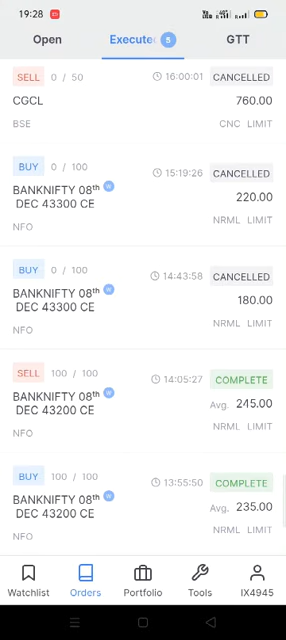 19:28
Open Execute 5 GTT
SELL 0 / 50 16:00:01 CANCELLED
CGCL 760.00
BSE CNC LIMIT
BUY 0 / 100 15:19:26 CANCELLED
BANKNIFTY 08th W
DEC 43300 CE 220.00
NFO NRML LIMIT
BUY 0 / 100 14:43:58 CANCELLED
BANKNIFTY 08th W
DEC 43300 CE 180.00
NFO NRML LIMIT
SELL 100 / 100 14:05:27 COMPLETE
BANKNIFTY 08th W
DEC 43200 CE Avg. 245.00
NFO NRML LIMIT
BUY 100 / 100 13:55:50 COMPLETE
BANKNIFTY 08th W
DEC 43200 CE Avg. 235.00
NFO NRML LIMIT
Watchlist Orders Portfolio Tools IX4945